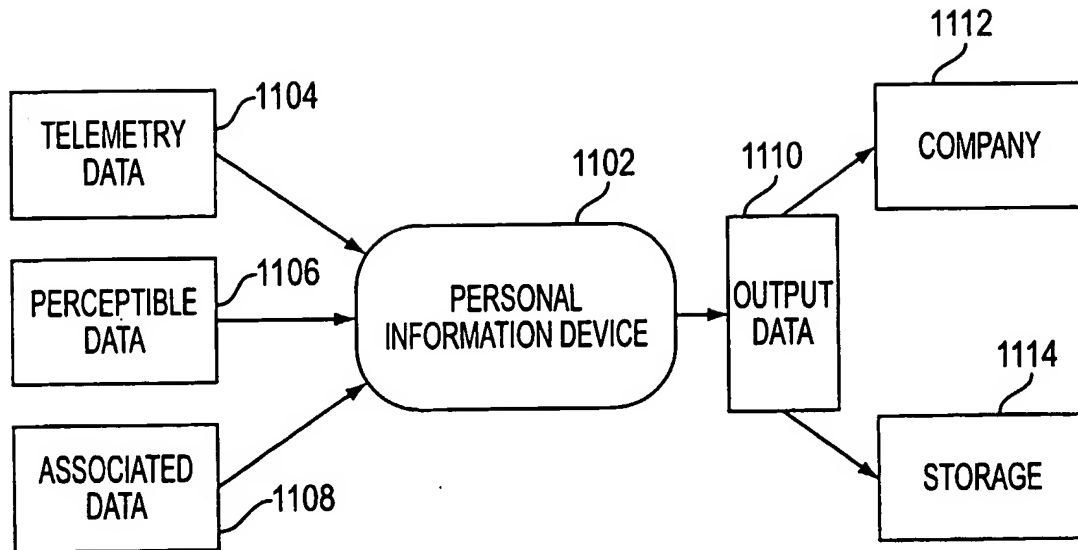 1104
TELEMETRY
DATA
1106
PERCEPTIBLE
DATA
ASSOCIATED
DATA
1108
1102
PERSONAL
INFORMATION DEVICE
1110
OUTPUT
DATA
1112
COMPANY
1114
STORAGE